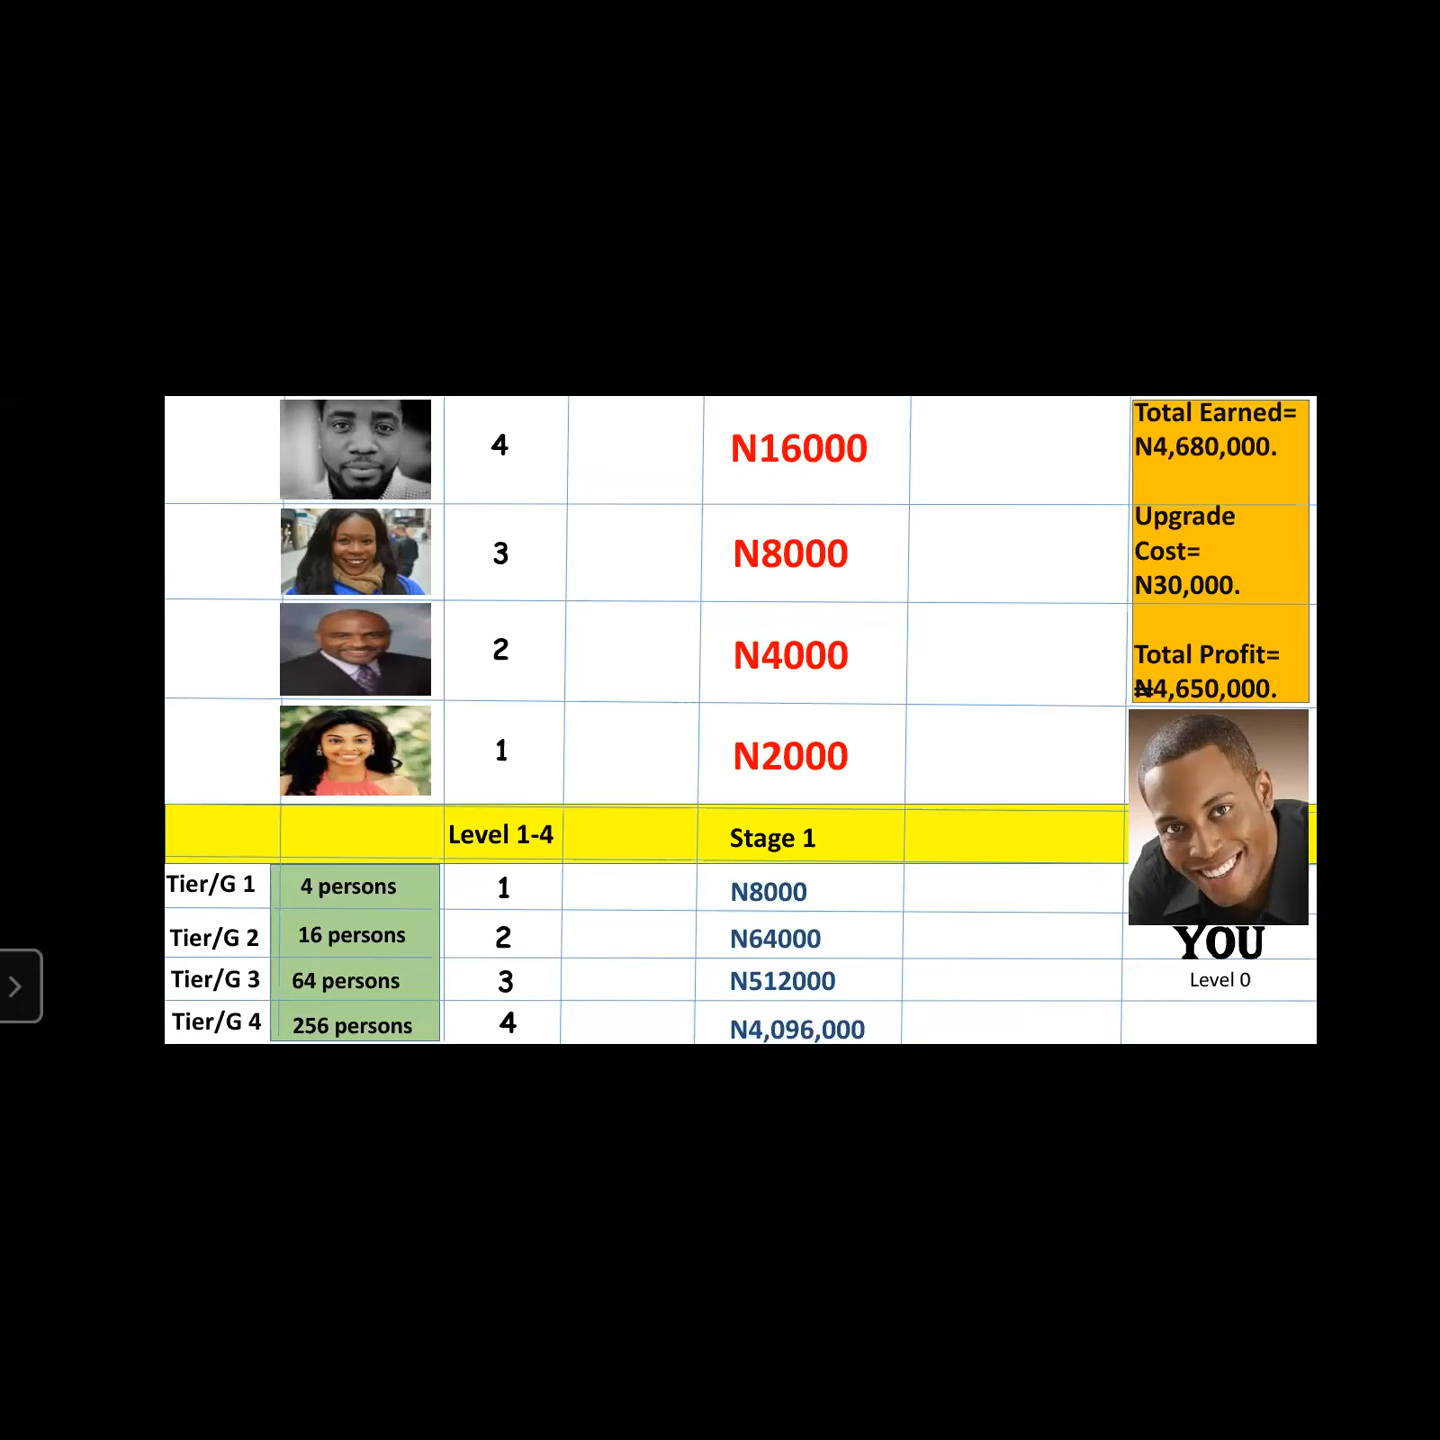 4
N16000
Total Earned=
N4,680,000.
3
N8000
Upgrade
Cost=
N30,000.
2
N4000
Total Profit=
₦4,650,000.
1
N2000
Level 1-4
Stage 1
Tier/G 1
4 persons
1
N8000
Tier/G 2
16 persons
2
N64000
YOU
Tier/G 3
64 persons
3
N512000
Level 0
Tier/G 4
256 persons
4
N4,096,000